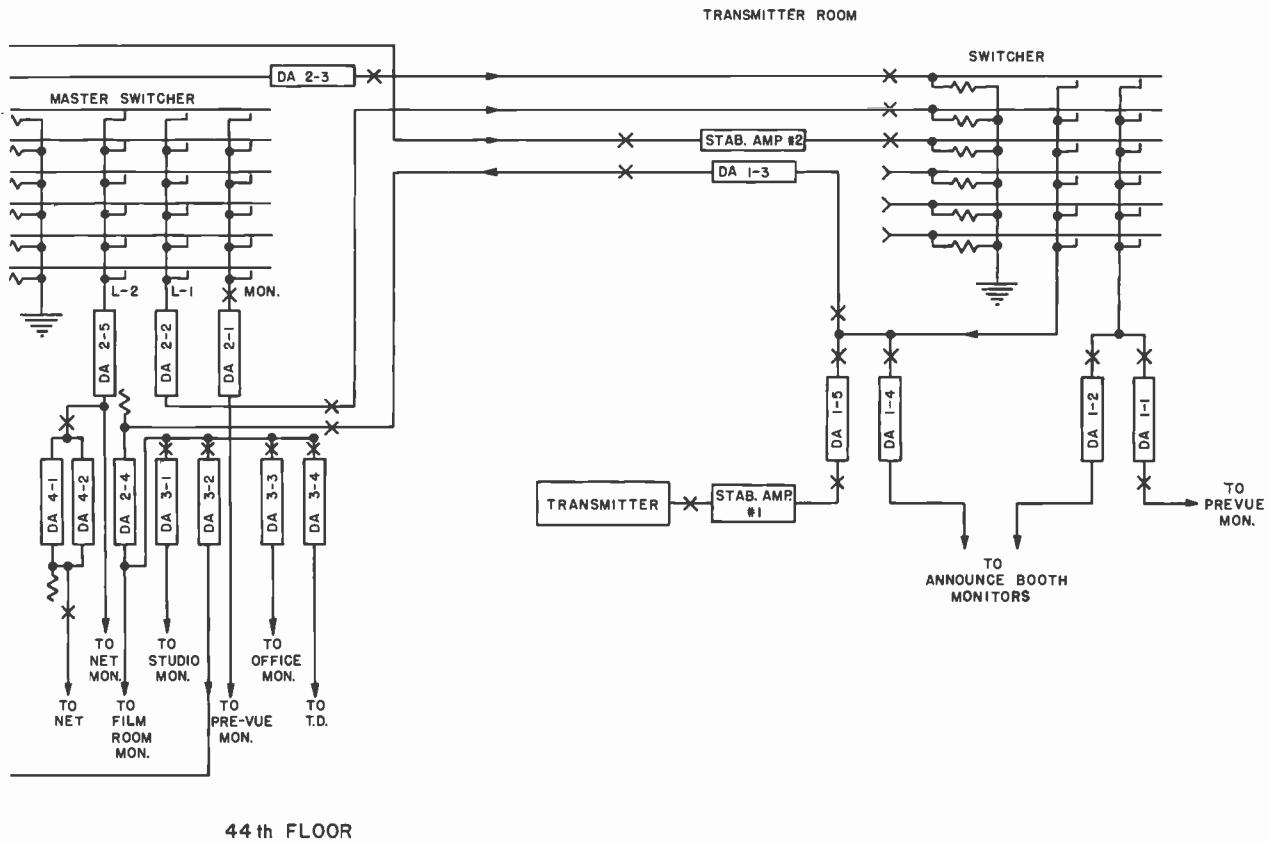 TRANSMITTER ROOM
SWITCHER
DA 2-3
MASTER SWITCHER
STAB. AMP #2
DA 1-3
L-2
L-1
MON.
DA 2-5
DA 2-2
DA 2-1
DA 1-5
DA 1-4
DA 1-2
DA 1-1
DA 4-1
DA 4-2
DA 2-4
DA 3-1
DA 3-2
DA 3-3
DA 3-4
TRANSMITTER
STAB. AMP.
#1
TO
PREVUE
MON.
TO
ANNOUNCE BOOTH
MONITORS
TO
NET
MON.
TO
STUDIO
MON.
TO
OFFICE
MON.
TO
NET
TO
FILM
ROOM
MON.
TO
PRE-VUE
MON.
TO
T.D.
44th FLOOR